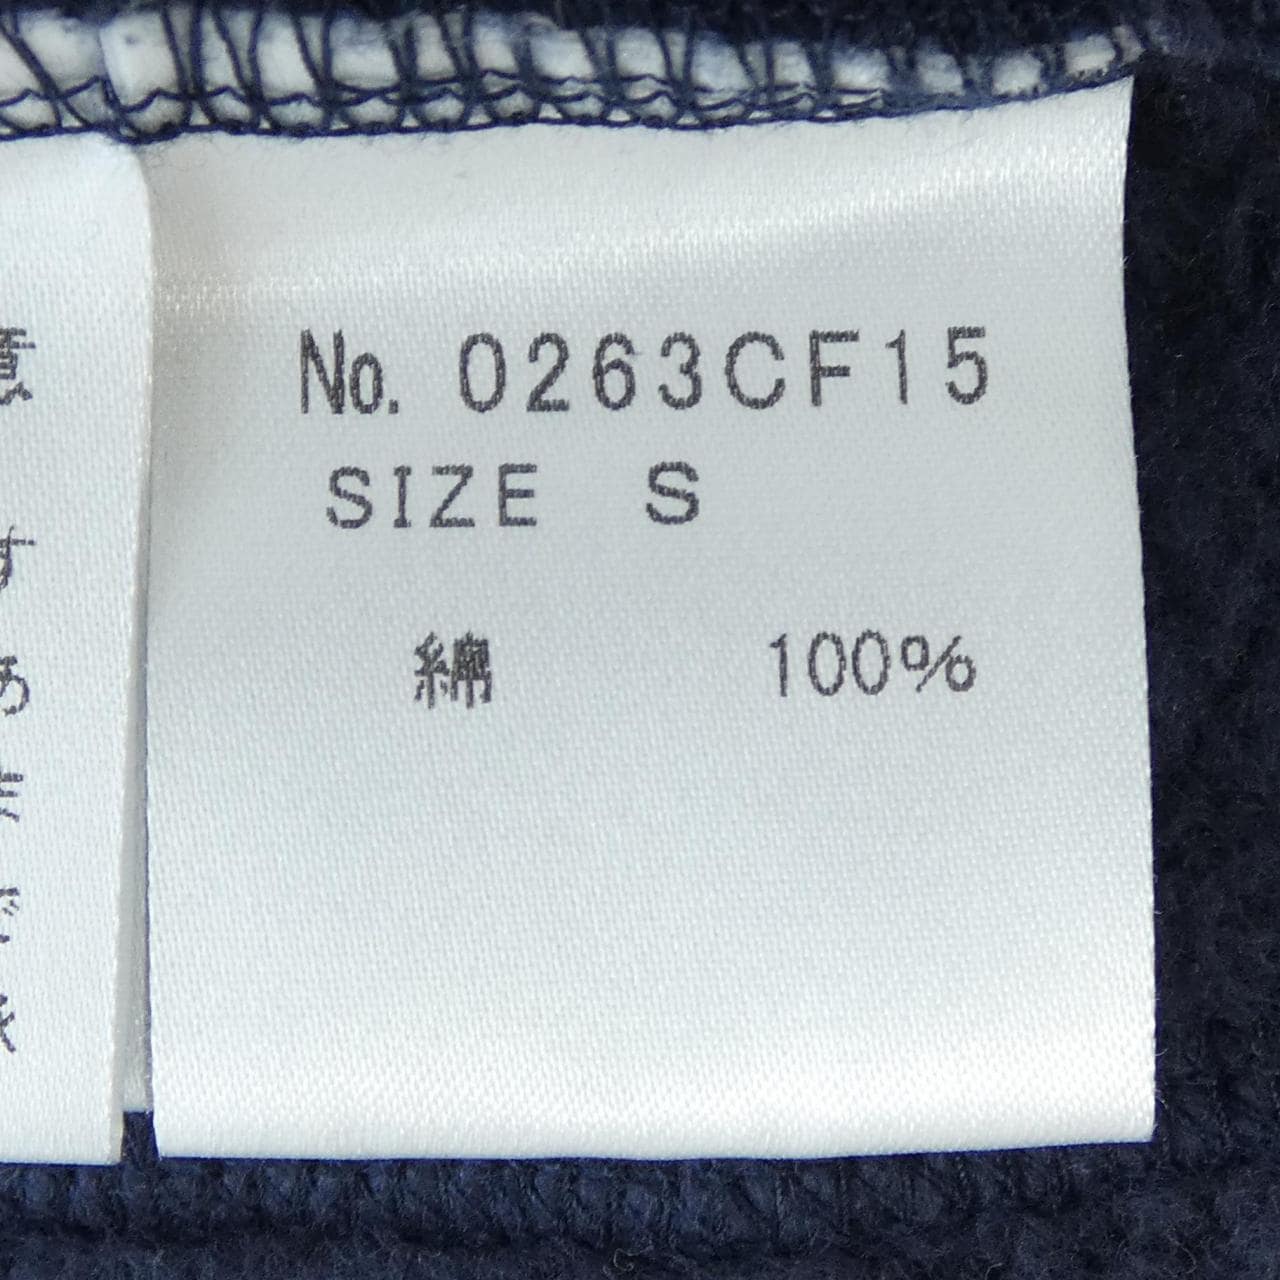 No. 0263CF15
SIZE S
綿 100%